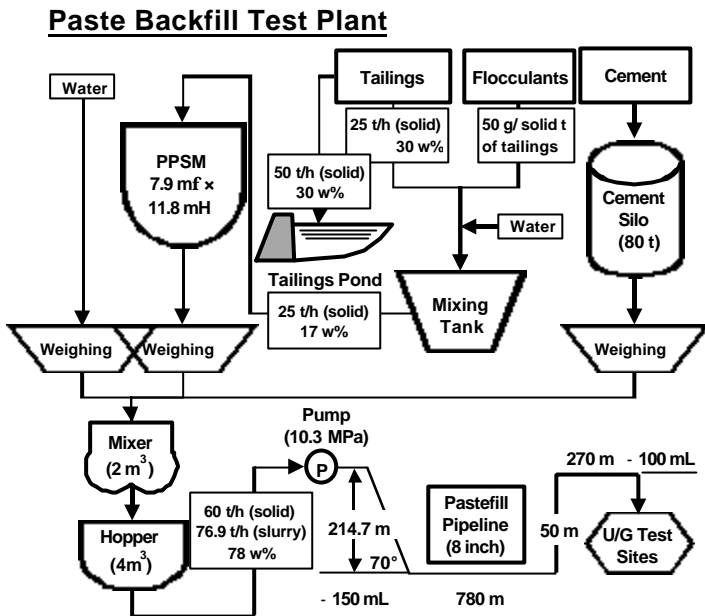 Paste Backfill Test Plant
Water
Tailings
Flocculants
Cement
25 t/h (solid)
30 w%
50 g/ solid t
of tailings
PPSM
7.9 mf ×
11.8 mH
50 t/h (solid)
30 w%
Cement
Silo
(80 t)
Water
Tailings Pond
25 t/h (solid)
17 w%
Mixing
Tank
Weighing
Weighing
Weighing
Mixer
(2 m³)
Pump
(10.3 MPa)
P
270 m
- 100 mL
Hopper
(4m³)
60 t/h (solid)
76.9 t/h (slurry)
78 w%
214.7 m
70°
Pastefill
Pipeline
(8 inch)
50 m
U/G Test
Sites
- 150 mL
780 m